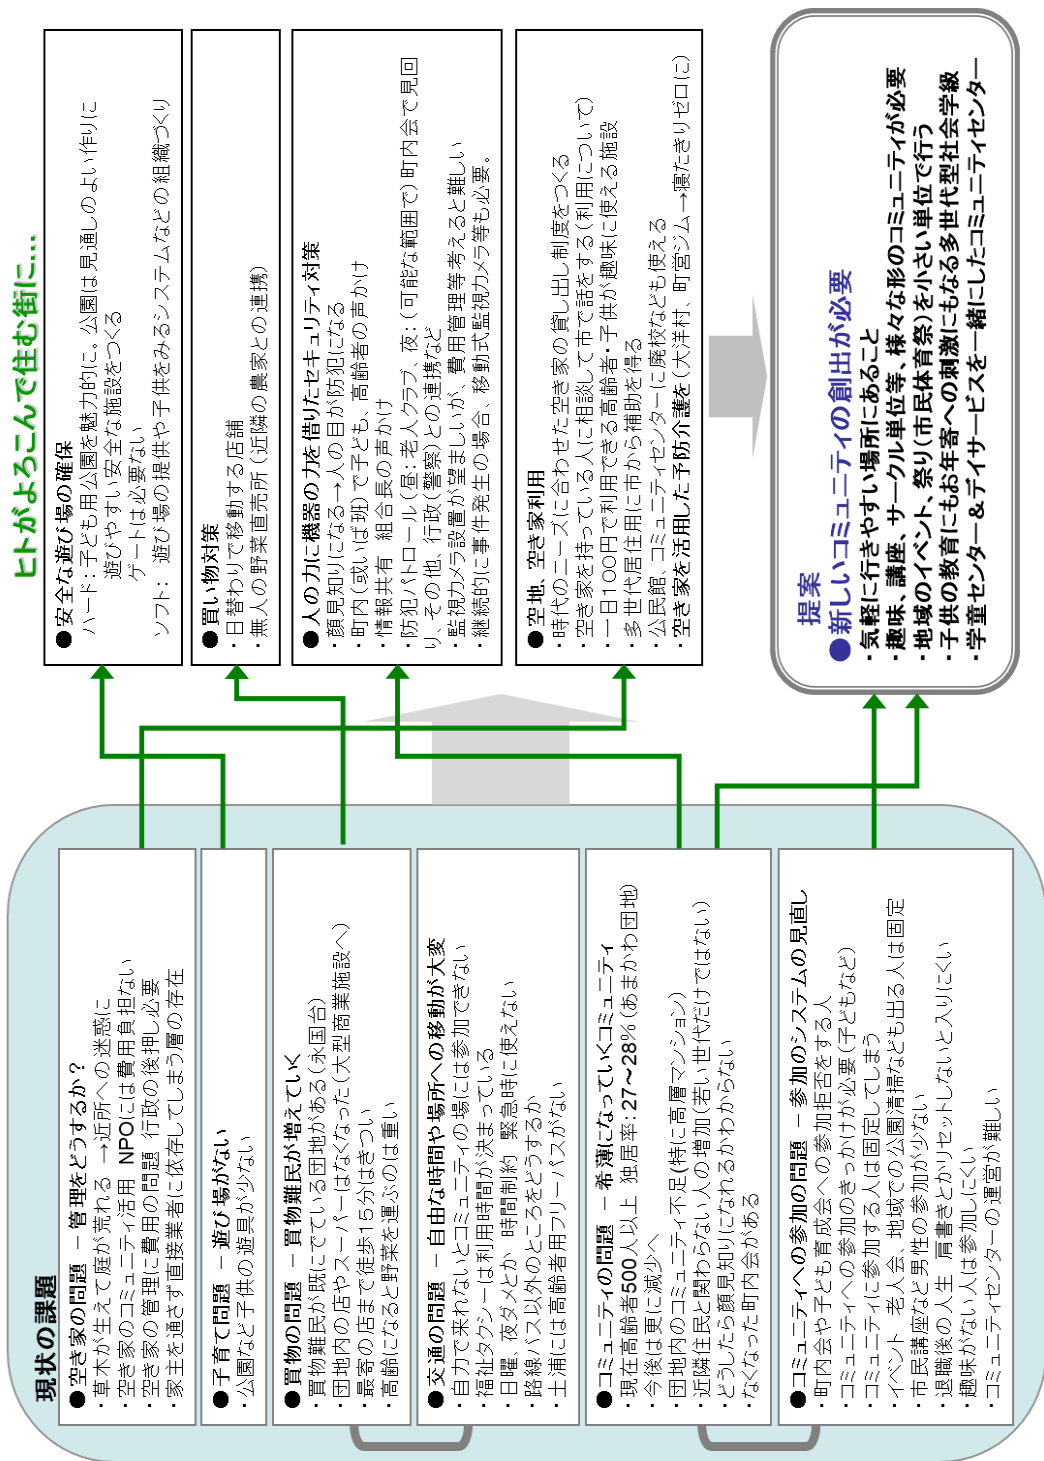 現状の課題
●空き家の問題 － 管理をどうするか？
・草木が生えて庭が荒れる →近所への迷惑に
・空き家のコミュニティ活用 NPOには費用負担ない
・空き家の管理に費用の問題 行政の後押し必要
・家主を通さず直接業者に依存してしまう層の存在
●子育て問題 － 遊び場がない
・公園など子供の遊具が少ない
●買物の問題 － 買物難民が増えていく
・買物難民が既にでている団地がある（永国台）
・団地内の店やスーパーはなくなった（大型商業施設へ）
・最寄の店まで徒歩15分はきつい
・高齢になると野菜を運ぶのは重い
●交通の問題 － 自由な時間や場所への移動が大変
・自力で来れないとコミュニティの場には参加できない
・福祉タクシーは利用時間が決まっている
・日曜 夜ダメとか 時間制約 緊急時に使えない
・路線バス以外のところをどうするか
・土浦には高齢者用フリーパスがない
●コミュニティの問題 － 希薄になっていくコミュニティ
・現在高齢者500人以上 独居率：27～28％（あまかわ団地）
・今後は更に減少へ
・団地内のコミュニティ不足（特に高層マンション）
・近隣住民と関わらない人の増加（若い世代だけではない）
・どうしたら顔見知りになれるかわからない
・なくなった町内会がある
●コミュニティへの参加の問題 － 参加のシステムの見直し
・町内会や子ども育成会への参加拒否をする人
・コミュニティへの参加のきっかけが必要（子どもなど）
・コミュニティに参加する人は固定してしまう
・イベント 老人会、地域での公園清掃なども出る人は固定
・市民講座など男性の参加が少ない
・退職後の人生 肩書きとかリセットしないと入りにくい
・趣味がない人は参加しにくい
・コミュニティセンターの運営が難しい
ヒトがよろこんで住む街に…
●安全な遊び場の確保
ハード：子ども用公園を魅力的に。公園は見通しのよい作りに
遊びやすい安全な施設をつくる
ゲートは必要ない
ソフト： 遊び場の提供や子供をみるシステムなどの組織づくり
●買い物対策
・日替わりで移動する店舗
・無人の野菜直売所（近隣の農家との連携）
●人の力に機器の力を借りたセキュリティ対策
・顔見知りになる→人の目が防犯になる
・町内（或いは班）で子ども、高齢者の声かけ
・情報共有 組合長の声かけ
・防犯パトロール（昼：老人クラブ、夜：（可能な範囲で）町内会で見回
り、その他、行政（警察）との連携など
・監視カメラ設置が望ましいが、費用管理等考えると難しい
・継続的に事件発生の場合、移動式監視カメラ等も必要。
●空地、空き家利用
・時代のニーズに合わせた空き家の貸し出し制度をつくる
・空き家を持っている人に相談して市で話をする（利用について）
・一日100円で利用できる高齢者・子供が趣味に使える施設
・多世代居住用に市から補助を得る
・公民館、コミュニティセンターに廃校なども使える
・空き家を活用した予防介護を（大洋村、町営ジム→寝たきりゼロに）
提案
●新しいコミュニティの創出が必要
・気軽に行きやすい場所にあること
・趣味、講座、サークル単位等、様々な形のコミュニティが必要
・地域のイベント、祭り（市民体育祭）を小さい単位で行う
・子供の教育にもお年寄への刺激にもなる多世代型社会学級
・学童センター＆デイサービスを一緒にしたコミュニティセンター